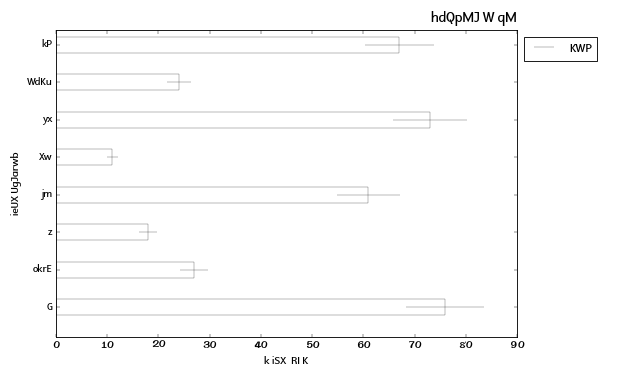 hdQpMJ W qM
KWP
kP
WdKu
yx
Xw
jm
z
okrE
G
ieUX UgJarwb
0 10 20 30 40 50 60 70 80 90
k iSX RI K